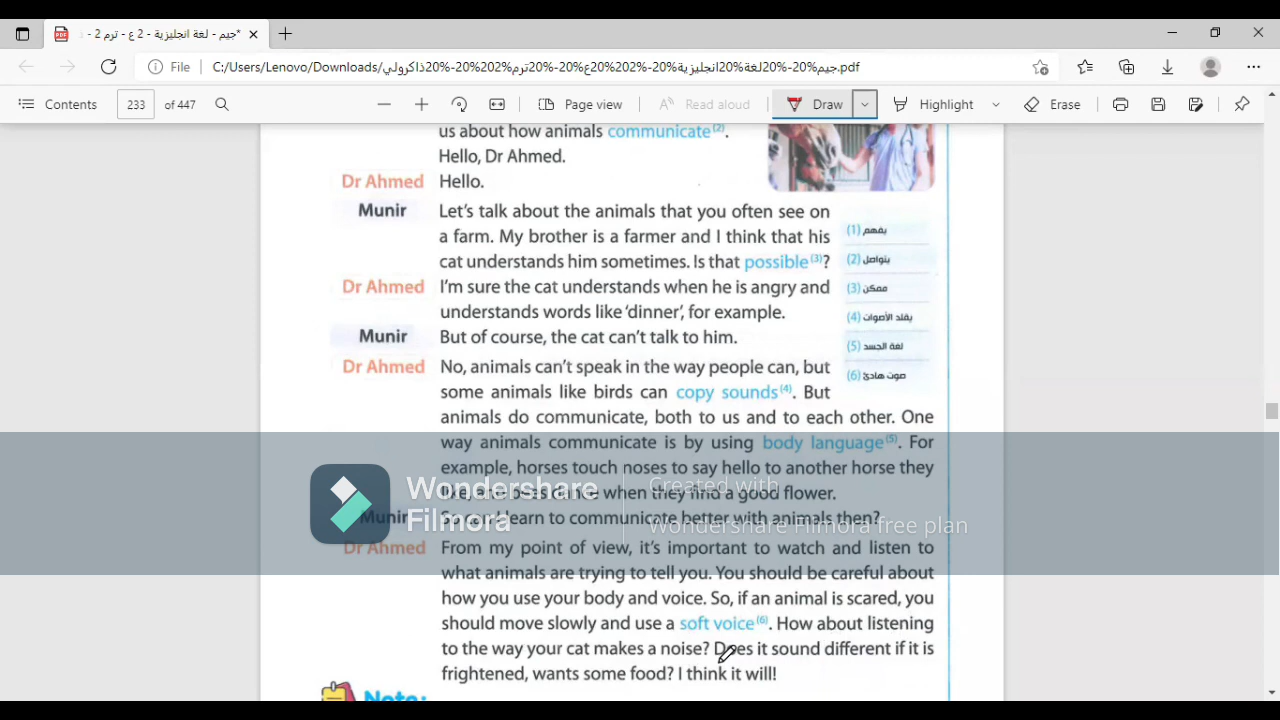 *جيم - لغة انجليزية - 2 ع - ترم 2 -
File C:/Users/Lenovo/Downloads/جيم%20-%20لغة%20انجليزية%20-%202%20ع%20-%20ترم%202%20-%20ذاكرولي.pdf
Contents 233 of 447 Page view Read aloud Draw Highlight Erase
us about how animals communicate(2).
Hello, Dr Ahmed.
Dr Ahmed Hello.
Munir Let's talk about the animals that you often see on
a farm. My brother is a farmer and I think that his
cat understands him sometimes. Is that possible(3)?
Dr Ahmed I'm sure the cat understands when he is angry and
understands words like 'dinner', for example.
Munir But of course, the cat can't talk to him.
Dr Ahmed No, animals can't speak in the way people can, but
some animals like birds can copy sounds(4). But
animals do communicate, both to us and to each other. One
way animals communicate is by using body language(5). For
example, horses touch noses to say hello to another horse they
like, and bees dance when they find a good flower.
Munir So can I learn to communicate better with animals then?
Dr Ahmed From my point of view, it's important to watch and listen to
what animals are trying to tell you. You should be careful about
how you use your body and voice. So, if an animal is scared, you
should move slowly and use a soft voice(6). How about listening
to the way your cat makes a noise? Does it sound different if it is
frightened, wants some food? I think it will!
(1) يفهم
(2) يتواصل
(3) ممكن
(4) يقلد الأصوات
(5) لغة الجسد
(6) صوت هادئ
Wondershare
Filmora
Created with
Wondershare Filmora free plan
Note: